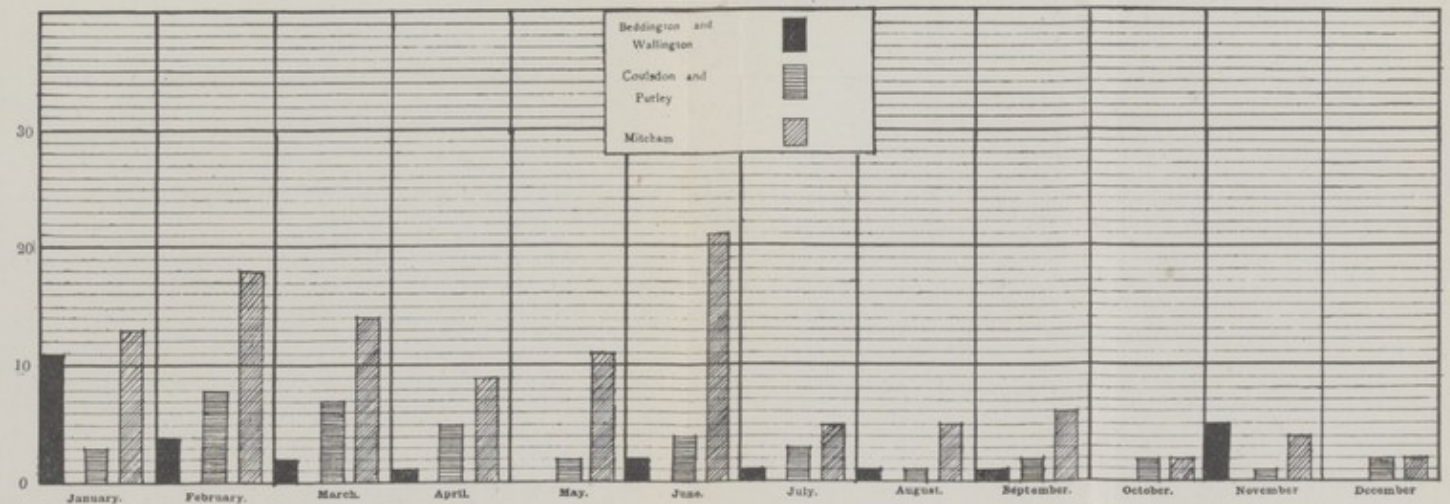 Beddington and
Wallington
Coulsdon and
Purley
Mitcham
30
20
10
0
January.
February.
March.
April.
May.
June.
July.
August.
September.
October.
November
December